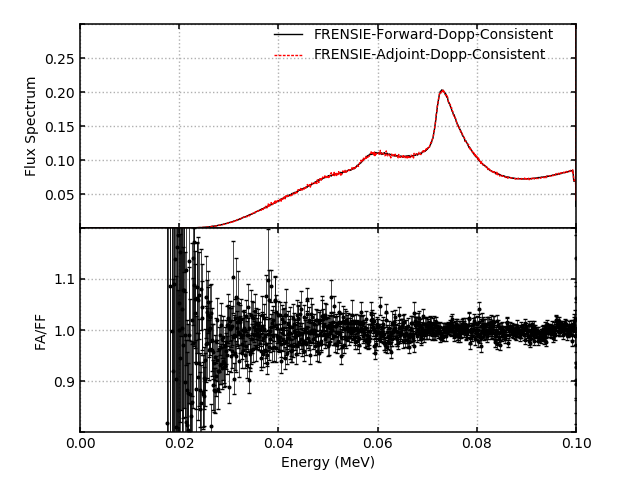 FRENSIE-Forward-Dopp-Consistent
FRENSIE-Adjoint-Dopp-Consistent
Flux Spectrum
0.25
0.20
0.15
0.10
0.05
FA/FF
1.1
1.0
0.9
0.00 0.02 0.04 0.06 0.08 0.10
Energy (MeV)